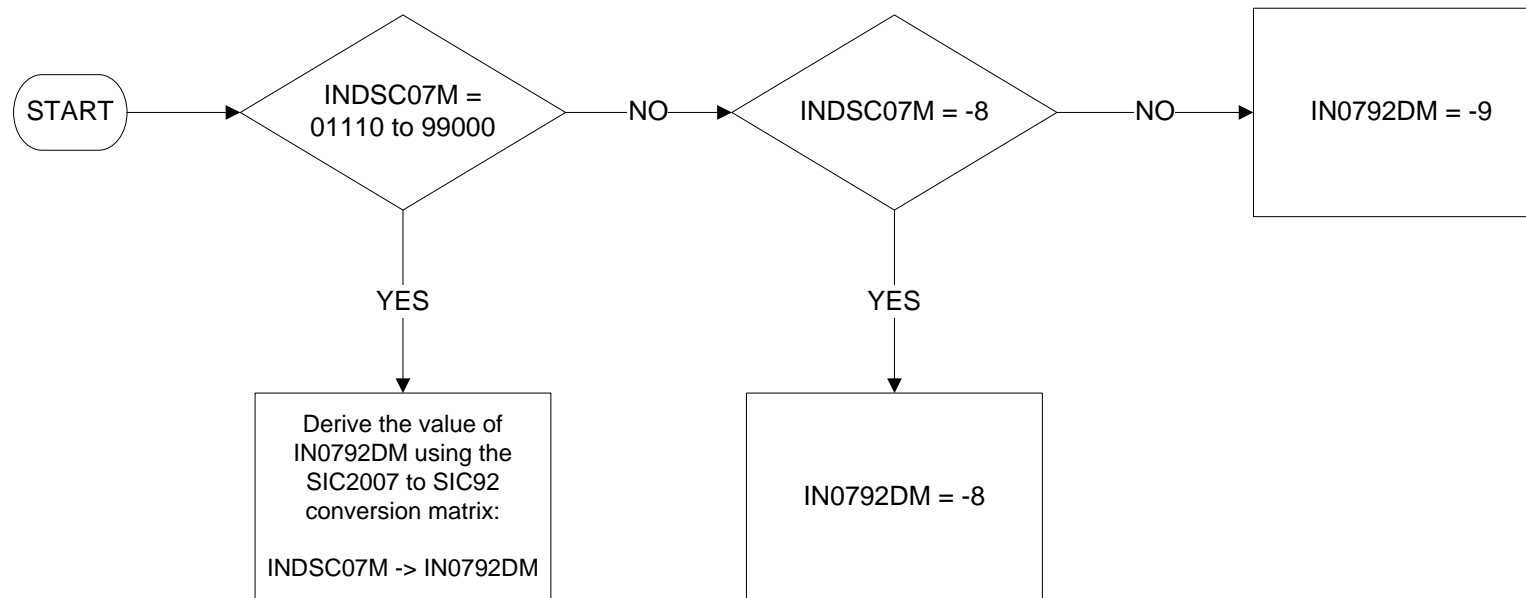 START
INDSC07M =
01110 to 99000
NO
INDSC07M = -8
NO
IN0792DM = -9
YES
YES
Derive the value of
IN0792DM using the
SIC2007 to SIC92
conversion matrix:
INDSC07M -> IN0792DM
IN0792DM = -8